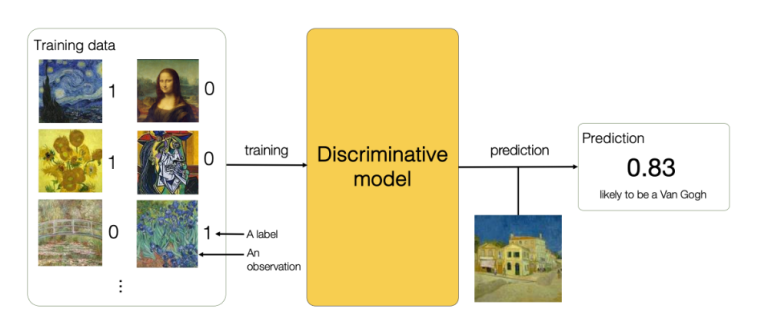 Training data
1
0
1
0
0
1
A label
An
observation
⋮
training
Discriminative
model
prediction
Prediction
0.83
likely to be a Van Gogh